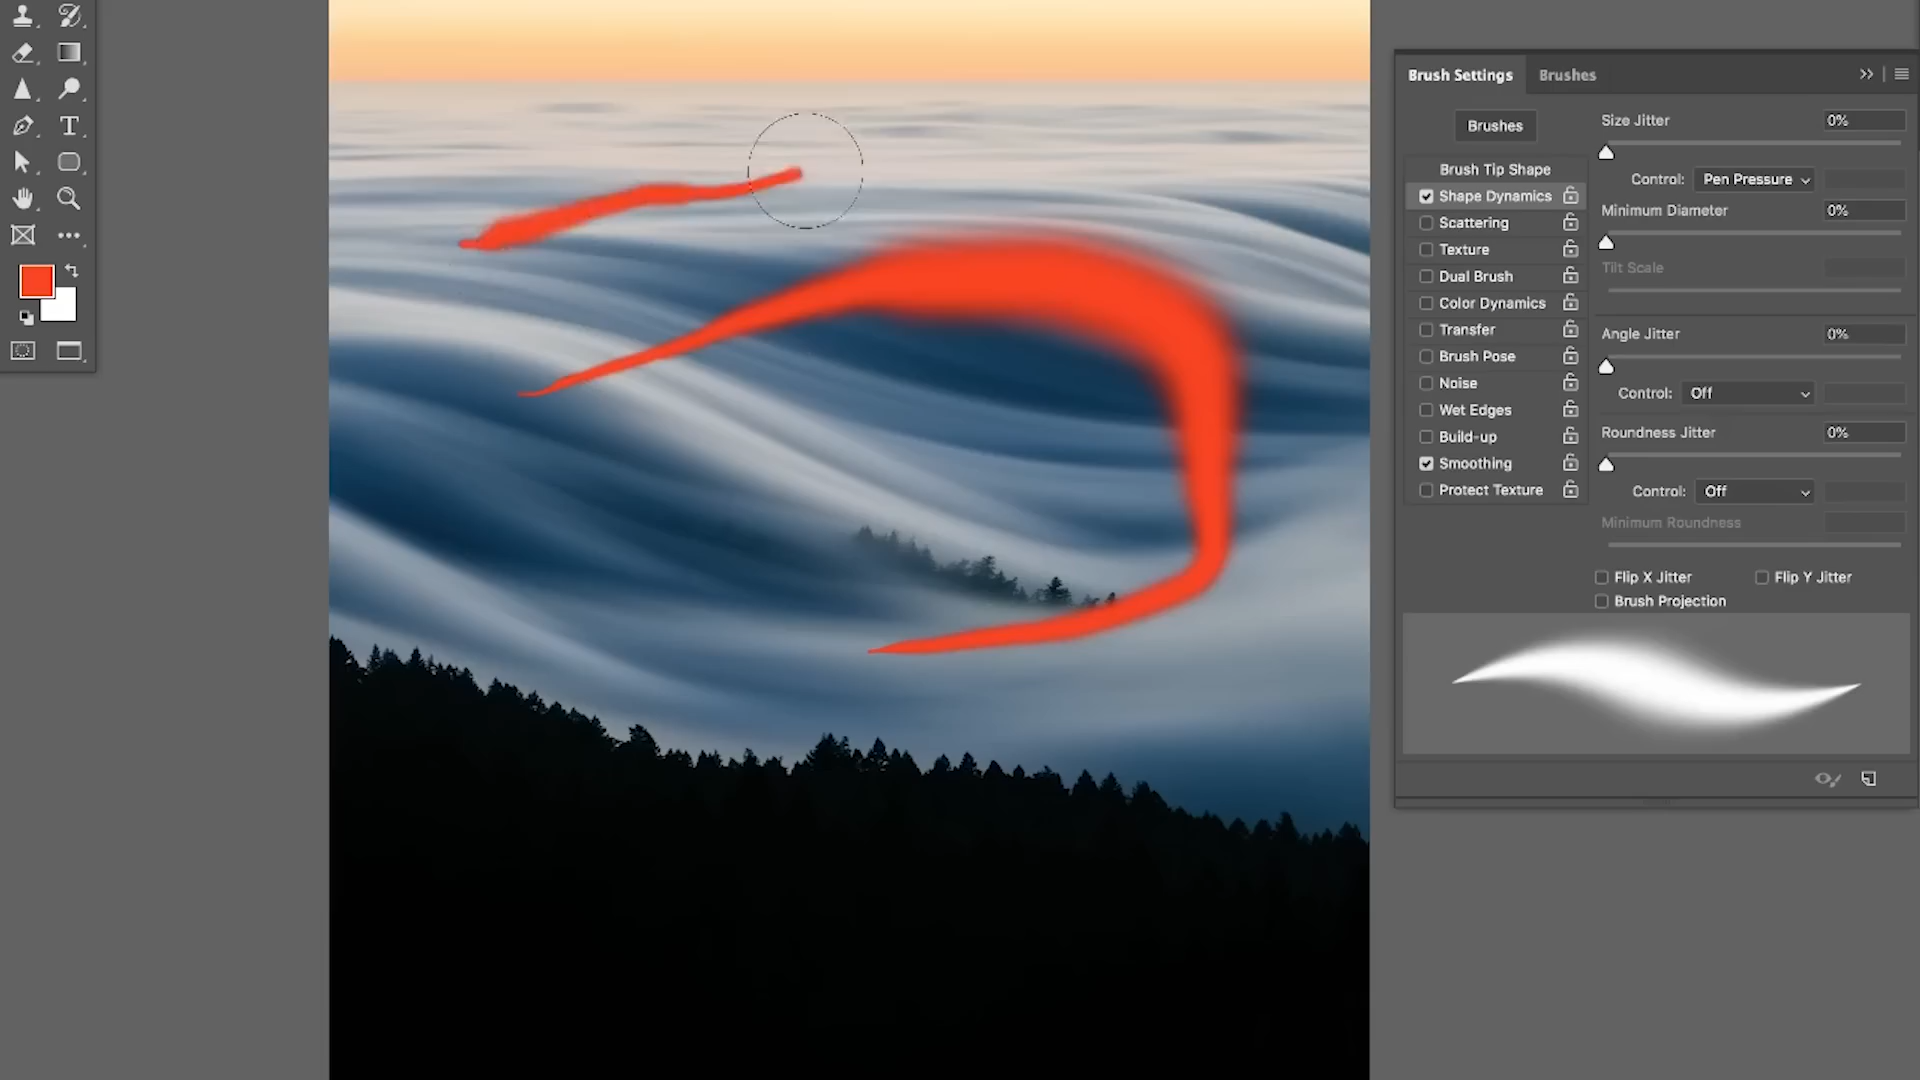 Brush Settings
Brushes
Brushes
Brush Tip Shape
Shape Dynamics
Scattering
Texture
Dual Brush
Color Dynamics
Transfer
Brush Pose
Noise
Wet Edges
Build-up
Smoothing
Protect Texture
Size Jitter
0%
Control:
Pen Pressure
Minimum Diameter
0%
Tilt Scale
Angle Jitter
0%
Control:
Off
Roundness Jitter
0%
Control:
Off
Minimum Roundness
Flip X Jitter
Flip Y Jitter
Brush Projection